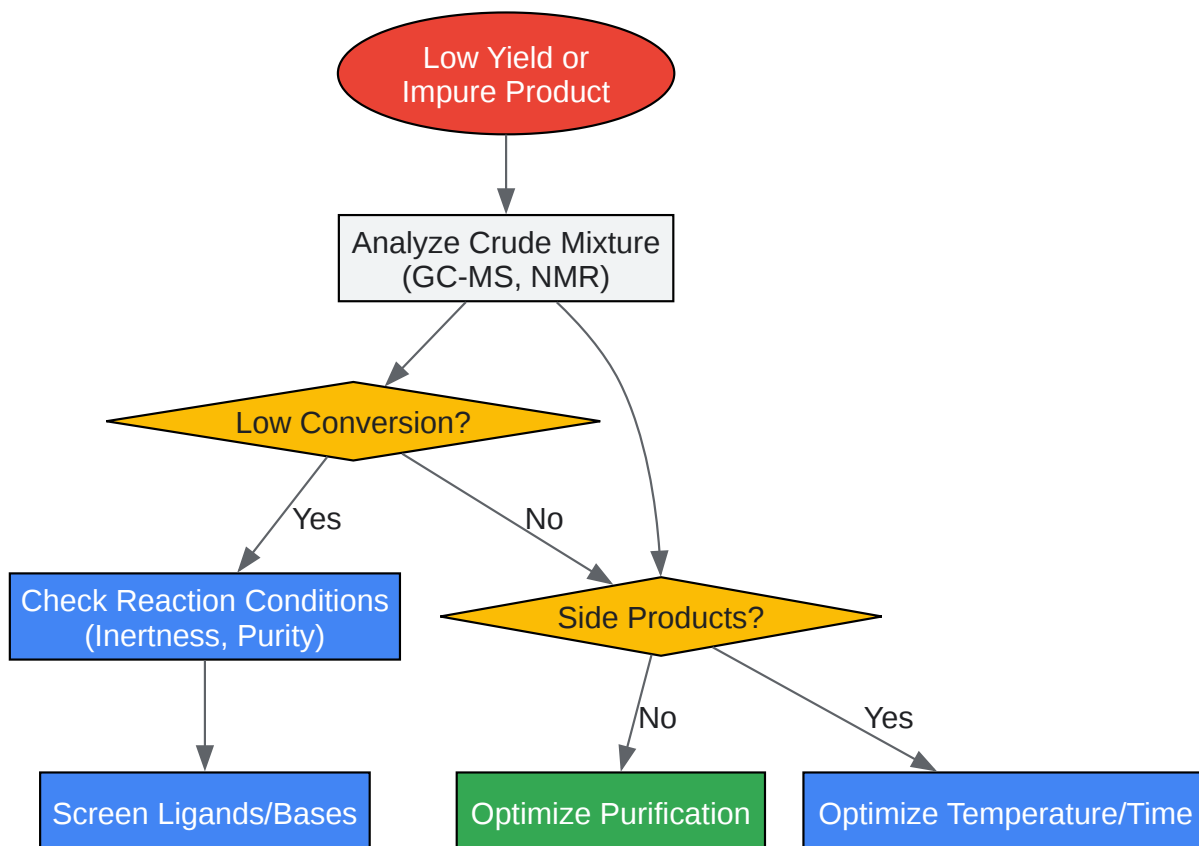 Low Yield or
Impure Product
Analyze Crude Mixture
(GC-MS, NMR)
Low Conversion?
Yes
No
Check Reaction Conditions
(Inertness, Purity)
Side Products?
No
Yes
Screen Ligands/Bases
Optimize Purification
Optimize Temperature/Time